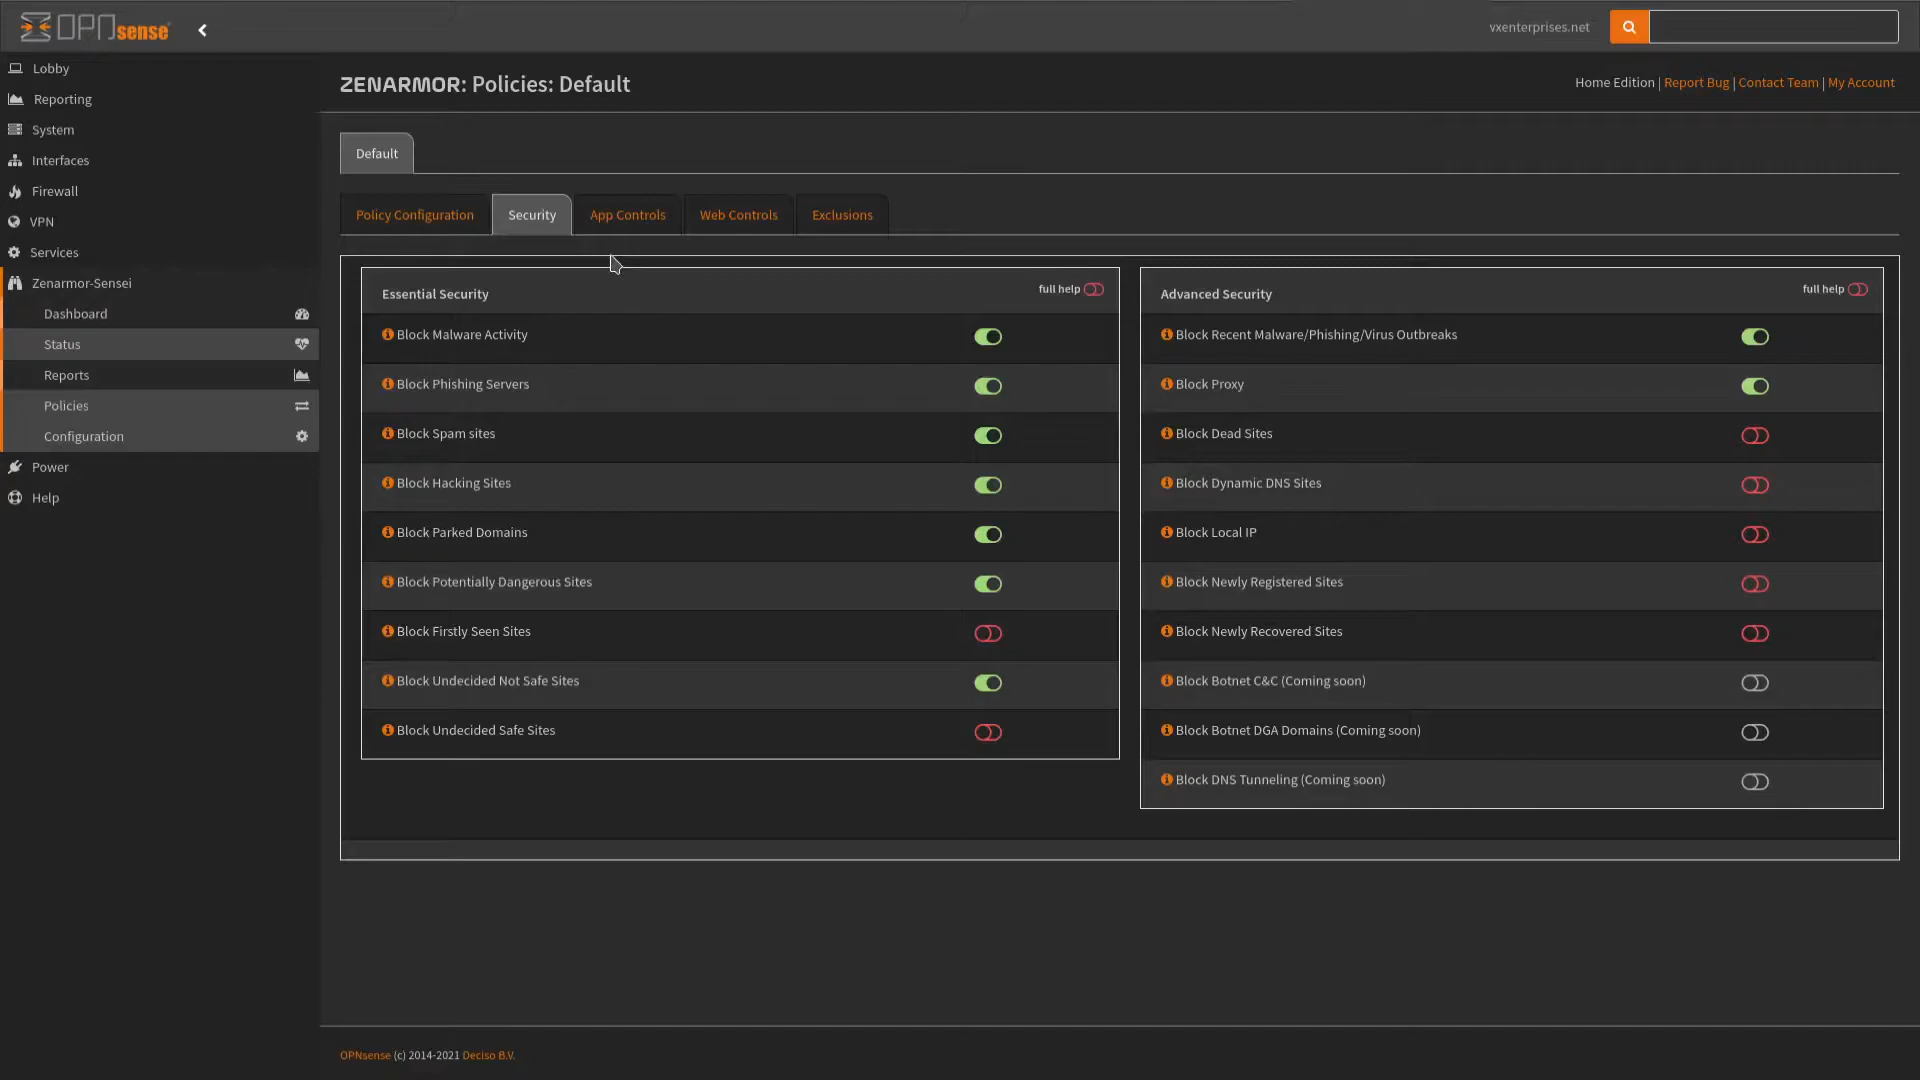 OPNsense
vxenterprises.net
Lobby
Reporting
System
Interfaces
Firewall
VPN
Services
Zenarmor-Sensei
Dashboard
Status
Reports
Policies
Configuration
Power
Help
ZENARMOR: Policies: Default
Home Edition | Report Bug | Contact Team | My Account
Default
Policy Configuration
Security
App Controls
Web Controls
Exclusions
Essential Security
full help
Block Malware Activity
Block Phishing Servers
Block Spam sites
Block Hacking Sites
Block Parked Domains
Block Potentially Dangerous Sites
Block Firstly Seen Sites
Block Undecided Not Safe Sites
Block Undecided Safe Sites
Advanced Security
full help
Block Recent Malware/Phishing/Virus Outbreaks
Block Proxy
Block Dead Sites
Block Dynamic DNS Sites
Block Local IP
Block Newly Registered Sites
Block Newly Recovered Sites
Block Botnet C&C (Coming soon)
Block Botnet DGA Domains (Coming soon)
Block DNS Tunneling (Coming soon)
OPNsense (c) 2014-2021 Deciso B.V.